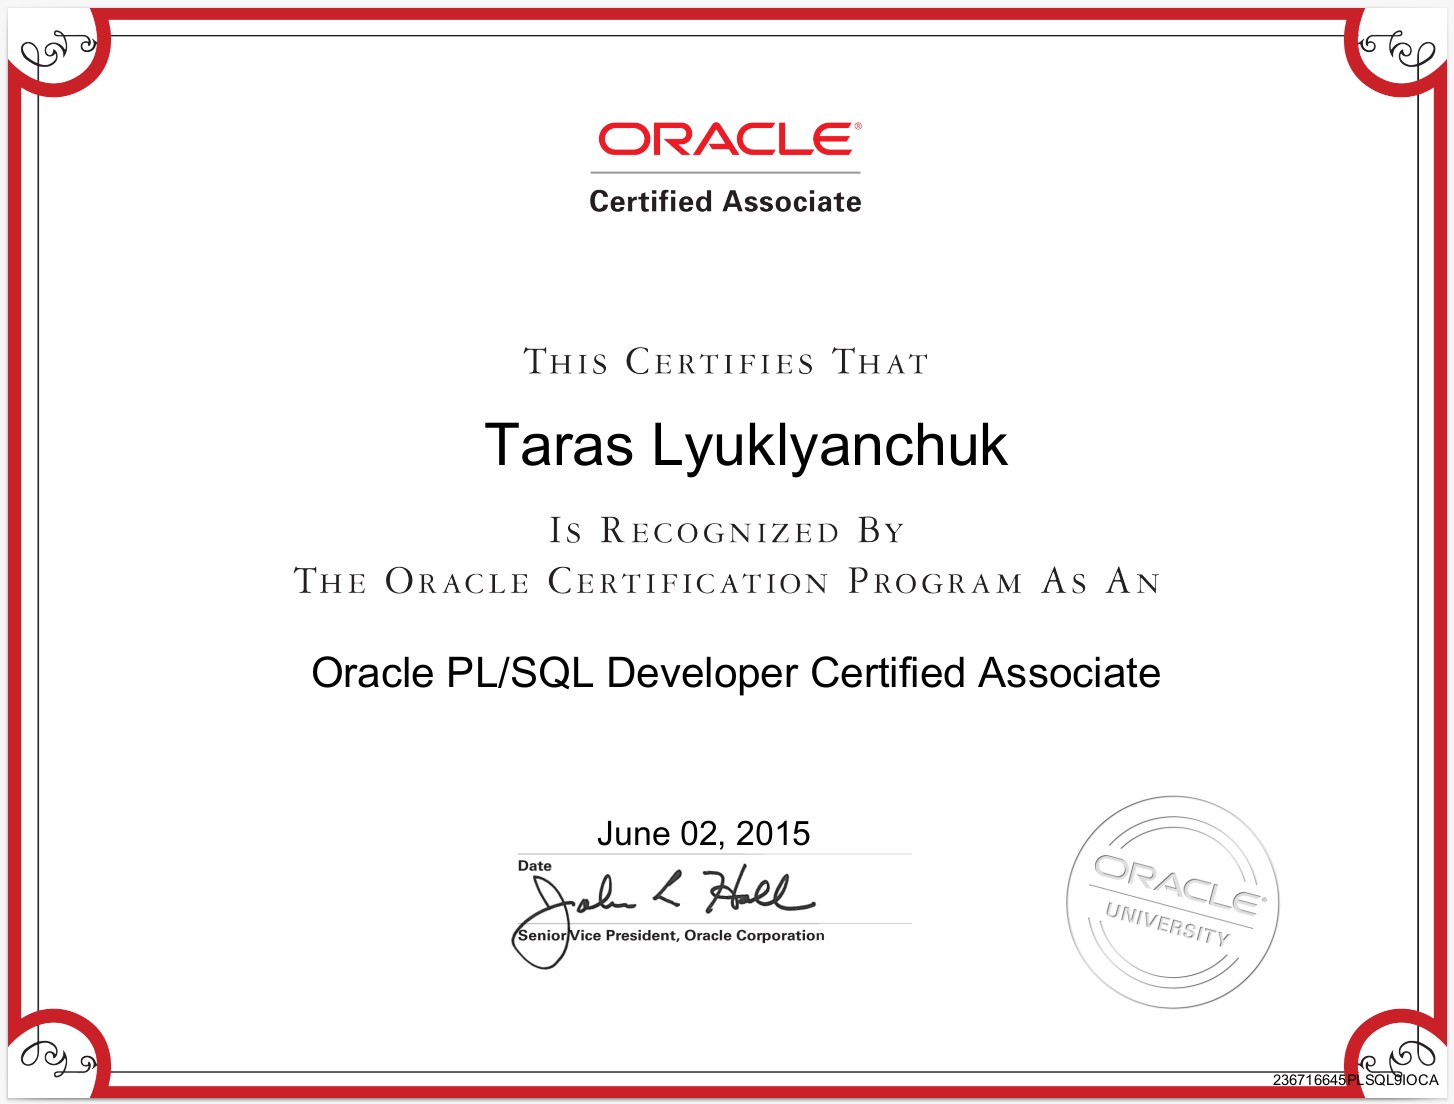 ORACLE®
Certified Associate
THIS CERTIFIES THAT
Taras Lyuklyanchuk
IS RECOGNIZED BY
THE ORACLE CERTIFICATION PROGRAM AS AN
Oracle PL/SQL Developer Certified Associate
June 02, 2015
Date
John L Hall
Senior Vice President, Oracle Corporation
ORACLE
UNIVERSITY
236716645PLSQL9IOCA